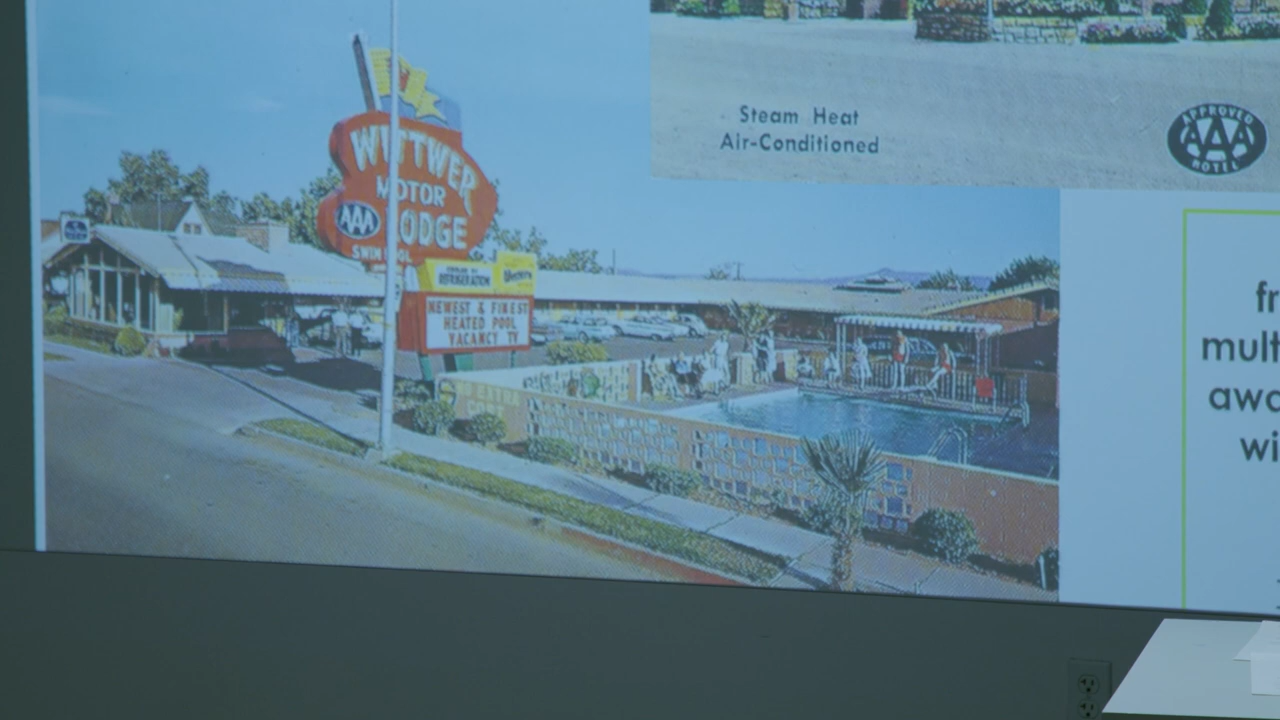 Steam Heat
Air-Conditioned
APPROVED
AAA
WITTWER
MOTOR
AAA
LODGE
REFRIGERATION
NEWEST & FINEST
HEATED POOL
VACANCY TV
fr
mult
awa
wi